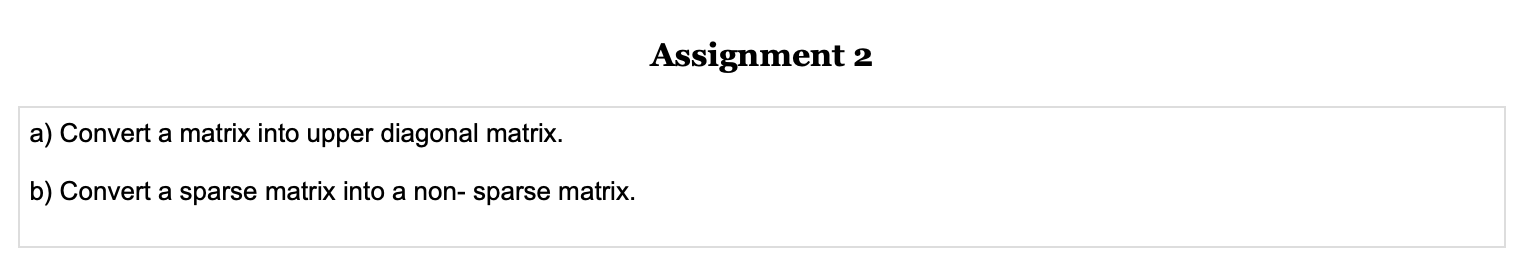 Assignment 2
a) Convert a matrix into upper diagonal matrix.
b) Convert a sparse matrix into a non- sparse matrix.